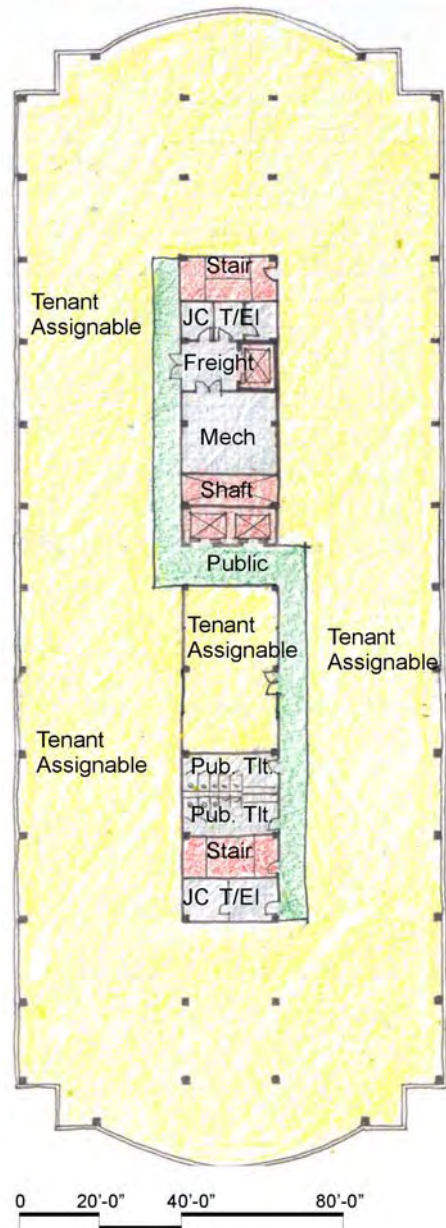 Stair
Tenant
Assignable
JC T/El
Freight
Mech
Shaft
Public
Tenant
Assignable
Tenant
Assignable
Tenant
Assignable
Pub. Tlt.
Pub. Tlt.
Stair
JC T/El
0 20'-0" 40'-0" 80'-0"